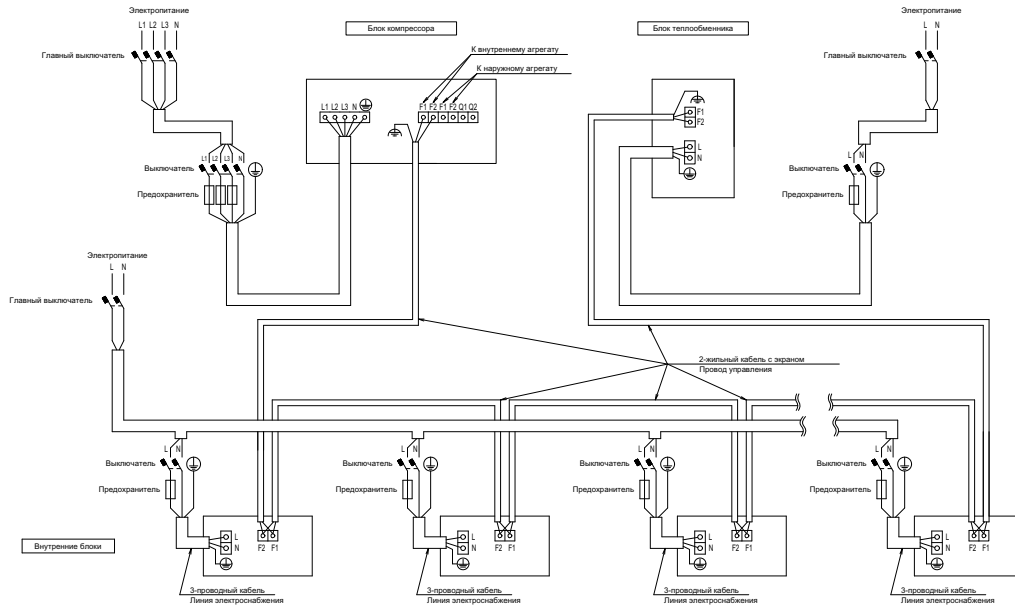 Электропитание
L1 L2 L3 N
Главный выключатель
Блок компрессора
К внутреннему агрегату
К наружному агрегату
L1 L2 L3 N
F1 F2 F1 F2 Q1 Q2
Блок теплообменника
F1
F2
L
N
Электропитание
L N
Главный выключатель
L1 L2 L3 N
Выключатель
Предохранитель
L N
Выключатель
Предохранитель
Электропитание
L N
Главный выключатель
2-жильный кабель с экраном
Провод управления
L N
Выключатель
Предохранитель
L N
Выключатель
Предохранитель
L N
Выключатель
Предохранитель
L N
Выключатель
Предохранитель
Внутренние блоки
L
N
F2 F1
L
N
F2 F1
L
N
F2 F1
L
N
F2 F1
3-проводный кабель
Линия электроснабжения
3-проводный кабель
Линия электроснабжения
3-проводный кабель
Линия электроснабжения
3-проводный кабель
Линия электроснабжения